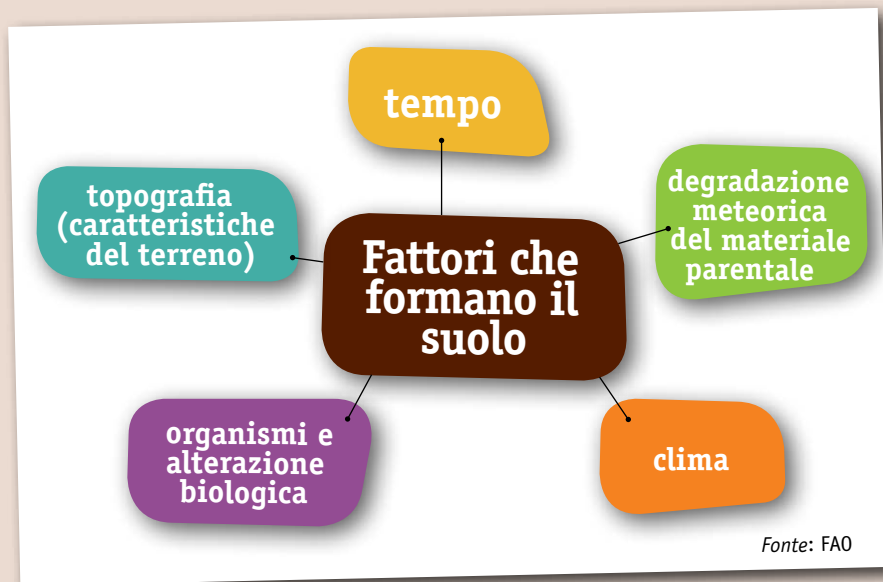 tempo
topografia
(caratteristiche
del terreno)
degradazione
meteorica
del materiale
parentale
Fattori che
formano il
suolo
organismi e
alterazione
biologica
clima
Fonte: FAO